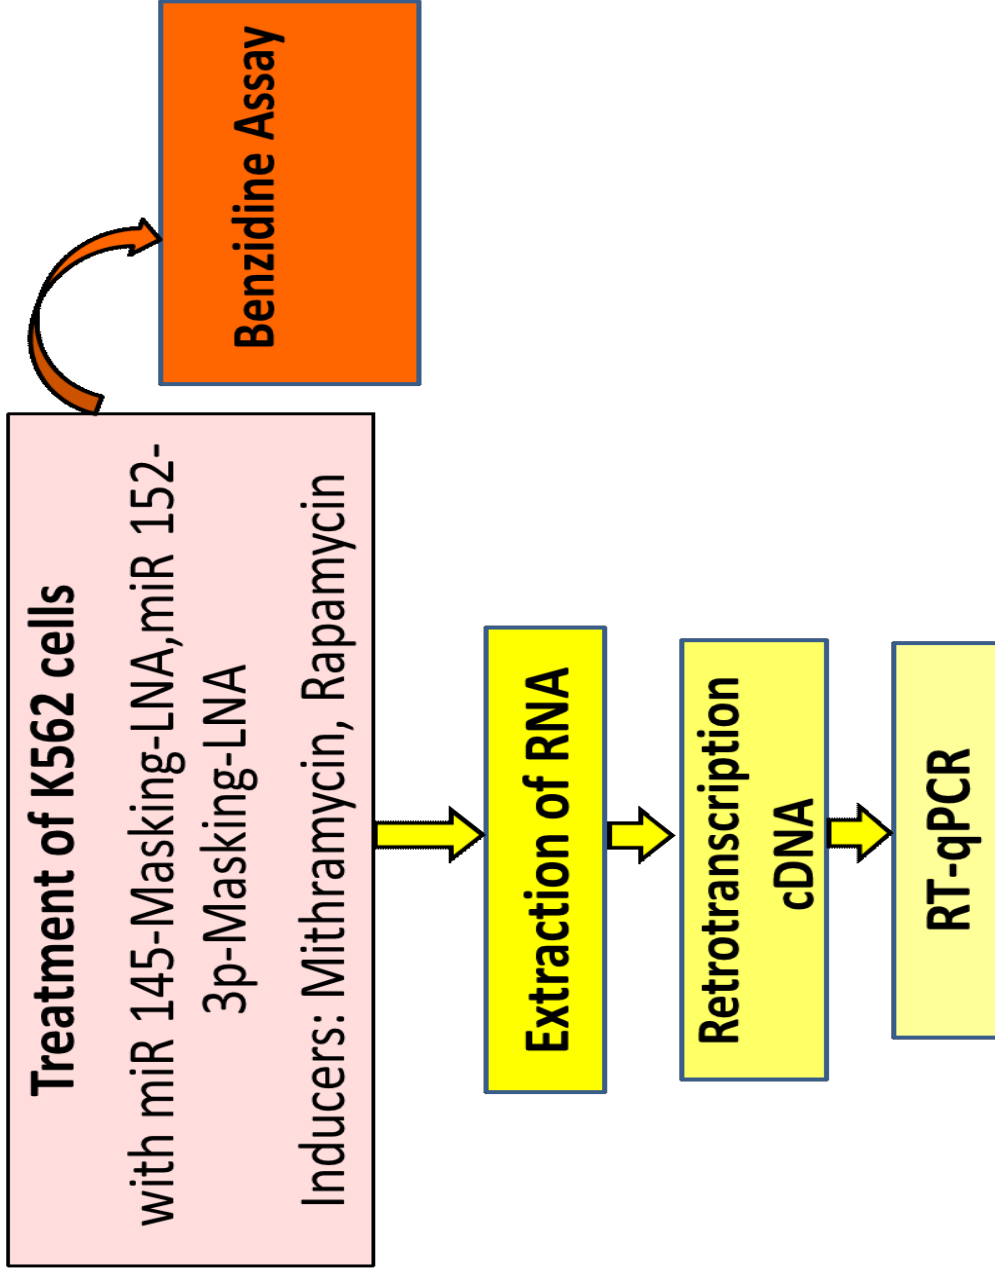 Treatment of K562 cells
with miR 145-Masking-LNA,miR 152-
3p-Masking-LNA
Inducers: Mithramycin, Rapamycin
Benzidine Assay
Extraction of RNA
Retrotranscription
cDNA
RT-qPCR